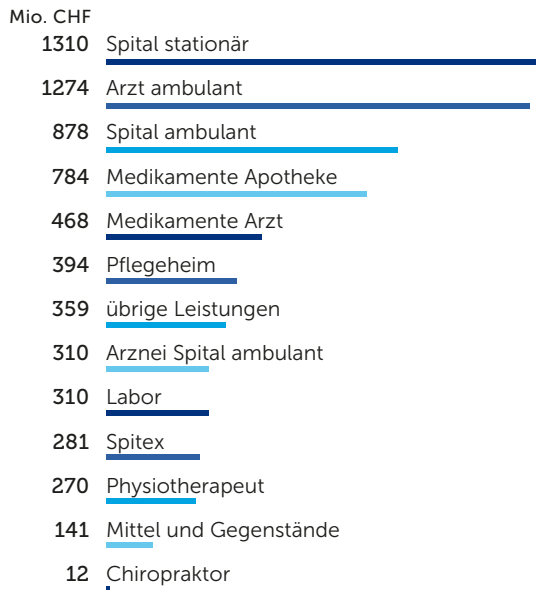 Mio. CHF
1310 Spital stationär
1274 Arzt ambulant
878 Spital ambulant
784 Medikamente Apotheke
468 Medikamente Arzt
394 Pflegeheim
359 übrige Leistungen
310 Arznei Spital ambulant
310 Labor
281 Spitex
270 Physiotherapeut
141 Mittel und Gegenstände
12 Chiropraktor